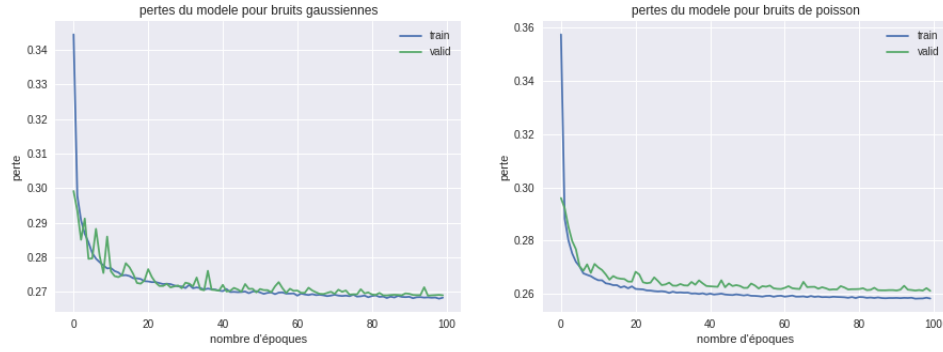 pertes du modele pour bruits gaussiennes
train
valid
0.34
0.33
0.32
0.31
0.30
0.29
0.28
0.27
perte
0
20
40
60
80
100
nombre d'époques
pertes du modele pour bruits de poisson
train
valid
0.36
0.34
0.32
0.30
0.28
0.26
perte
0
20
40
60
80
100
nombre d'époques